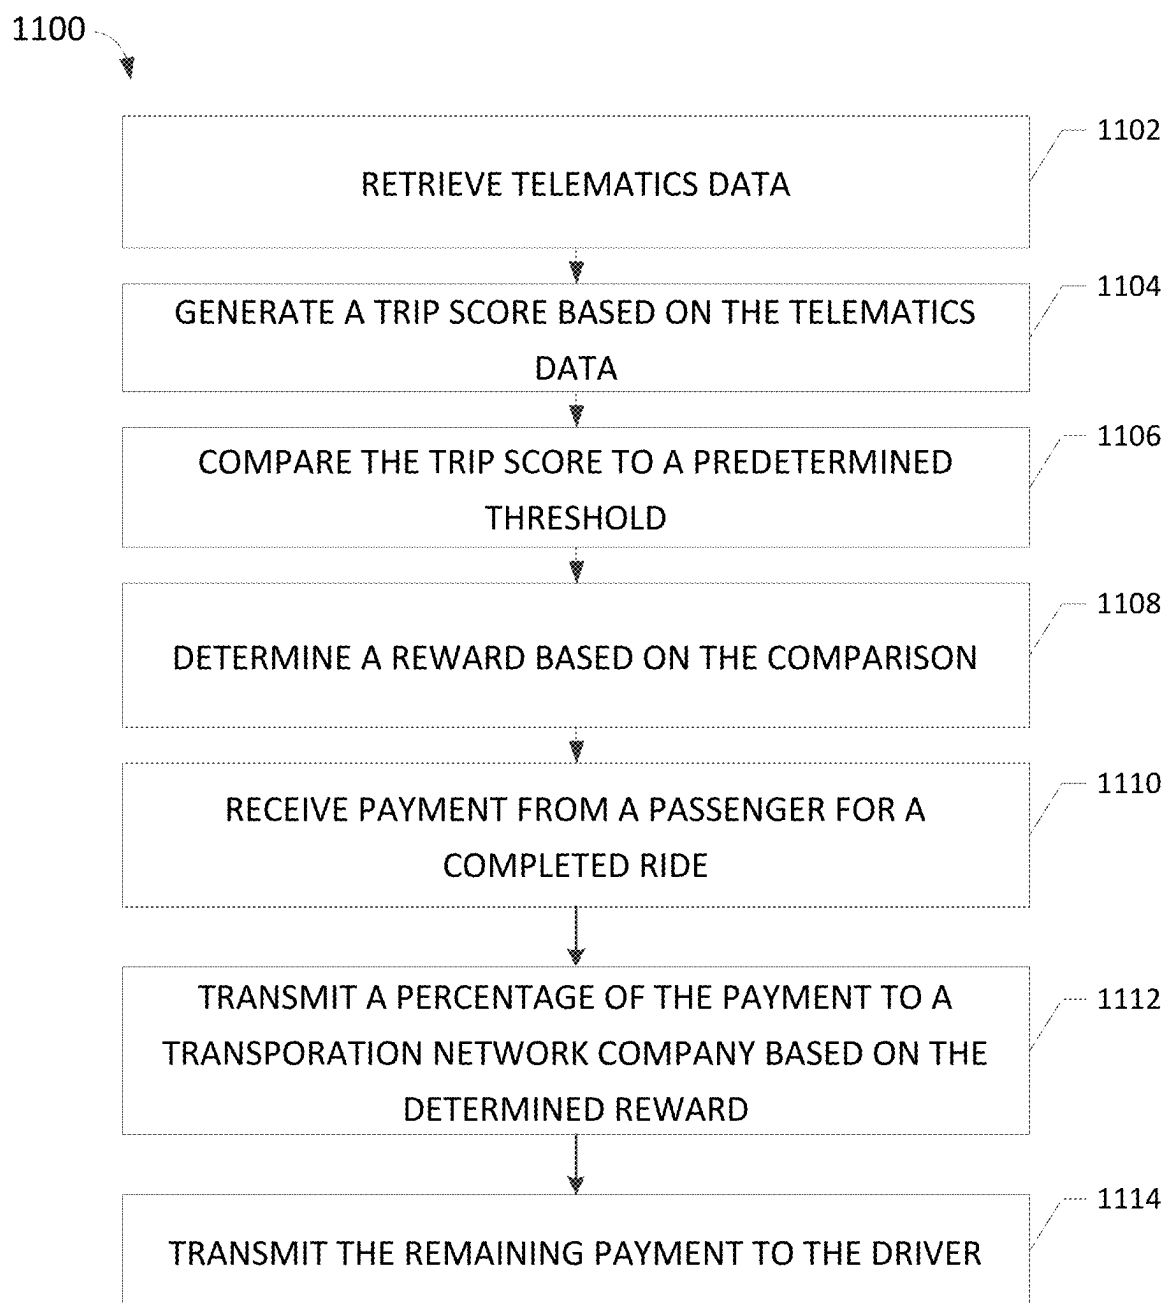 1100
1102
RETRIEVE TELEMATICS DATA
1104
GENERATE A TRIP SCORE BASED ON THE TELEMATICS
DATA
1106
COMPARE THE TRIP SCORE TO A PREDETERMINED
THRESHOLD
1108
DETERMINE A REWARD BASED ON THE COMPARISON
1110
RECEIVE PAYMENT FROM A PASSENGER FOR A
COMPLETED RIDE
1112
TRANSMIT A PERCENTAGE OF THE PAYMENT TO A
TRANSPORATION NETWORK COMPANY BASED ON THE
DETERMINED REWARD
1114
TRANSMIT THE REMAINING PAYMENT TO THE DRIVER